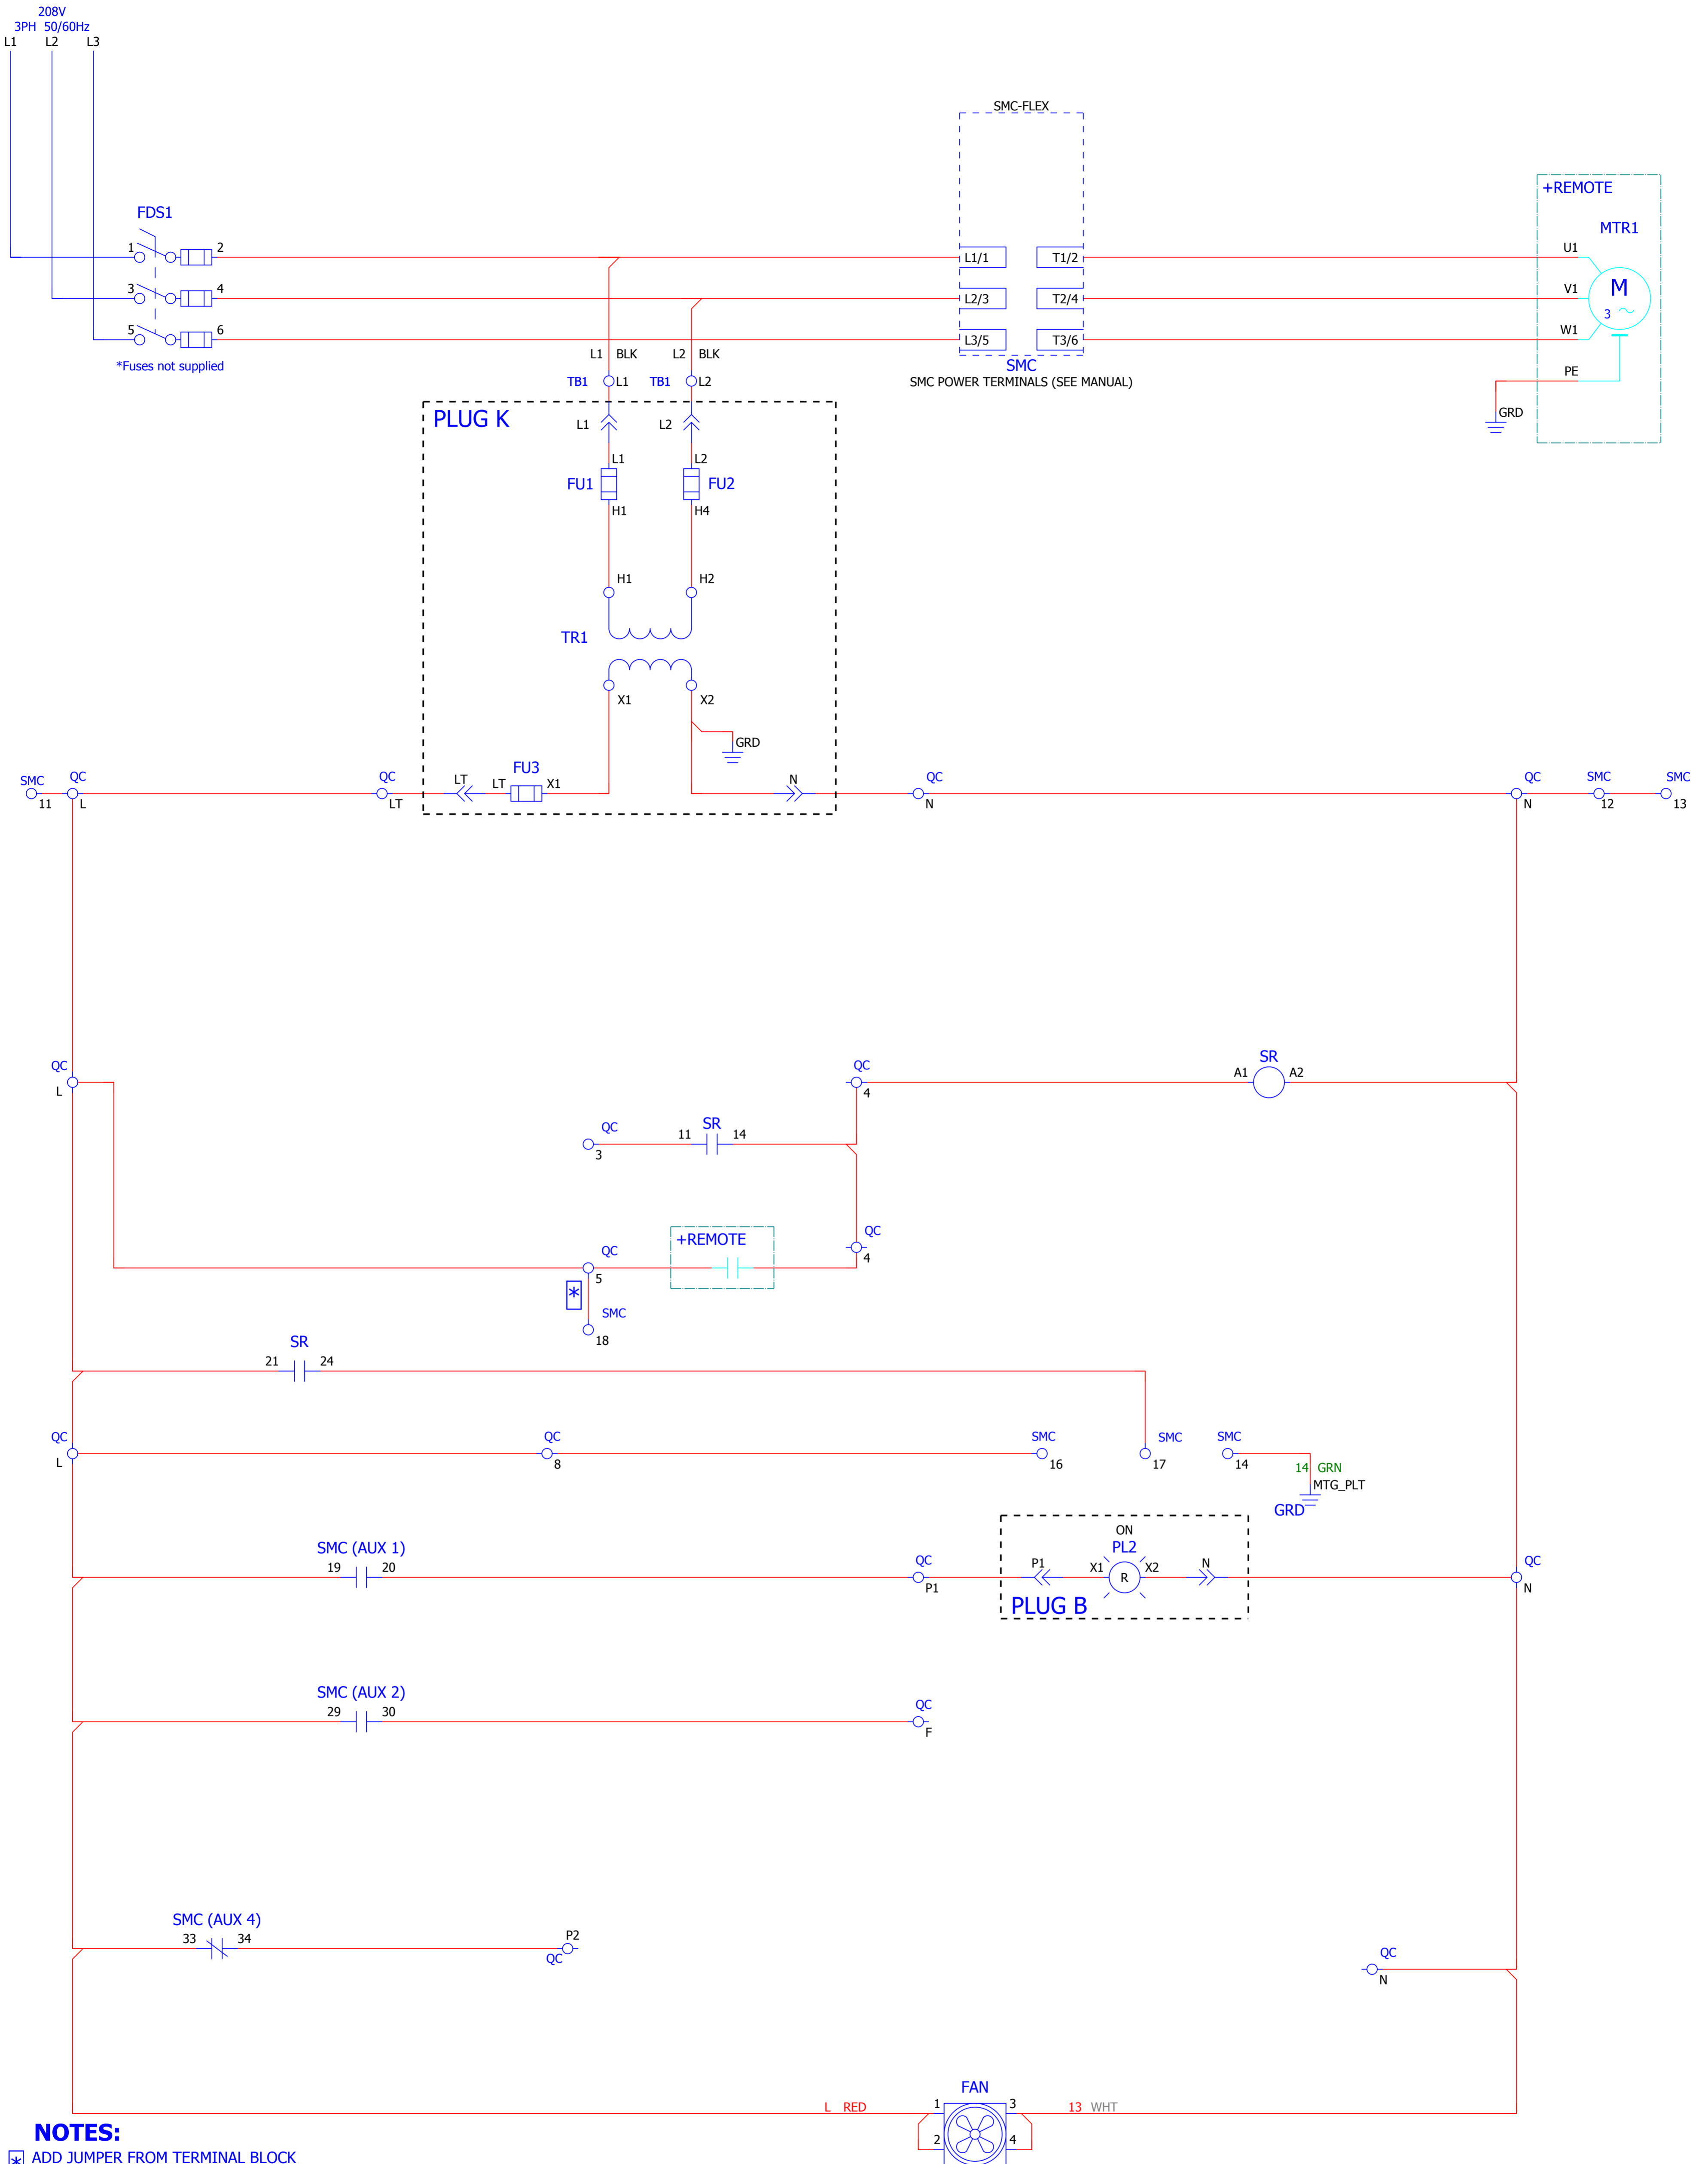 208V
3PH 50/60Hz
L1 L2 L3
SMC-FLEX
+REMOTE
FDS1
MTR1
1 2
L1/1 T1/2
U1
3 4
L2/3 T2/4
V1
M
3
5 6
L3/5 T3/6
W1
*Fuses not supplied
L1 BLK L2 BLK
SMC
SMC POWER TERMINALS (SEE MANUAL)
PE
TB1 L1 TB1 L2
GRD
PLUG K
L1 L2
L1 L2
FU1 FU2
H1 H4
H1 H2
TR1
X1 X2
GRD
SMC QC QC LT LT FU3 X1 N QC QC SMC SMC
11 L LT N N 12 13
QC QC SR
L 4 A1 A2
QC 11 SR 14
3
+REMOTE QC
QC 4
5
*
SMC
18
SR
21 24
QC QC SMC SMC SMC
L 8 16 17 14
14 GRN
MTG_PLT
GRD
ON
SMC (AUX 1) PL2
19 20 QC P1 X1 R X2 N QC
P1 N
PLUG B
SMC (AUX 2)
29 30 QC
F
SMC (AUX 4)
33 34 P2
QC
QC
N
FAN
L RED 1 3 13 WHT
2 4
NOTES:
* ADD JUMPER FROM TERMINAL BLOCK